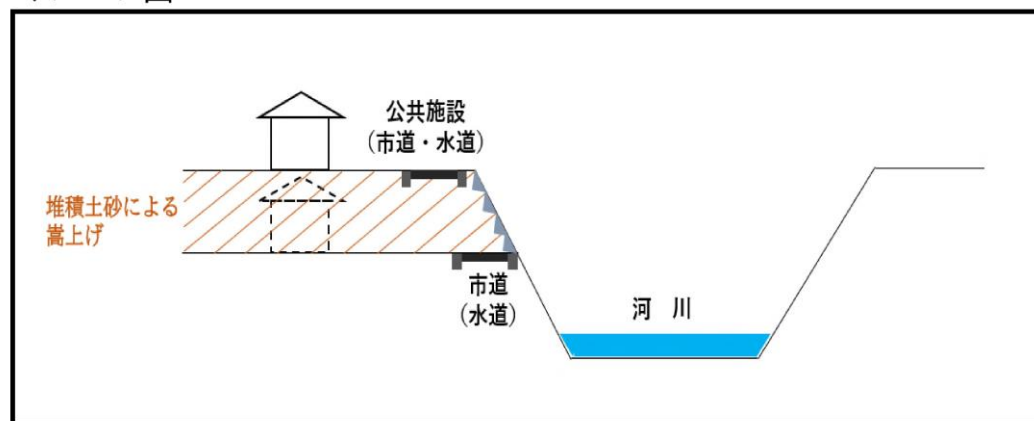 公共施設
（市道・水道）
堆積土砂による
嵩上げ
市道
（水道）
河　川